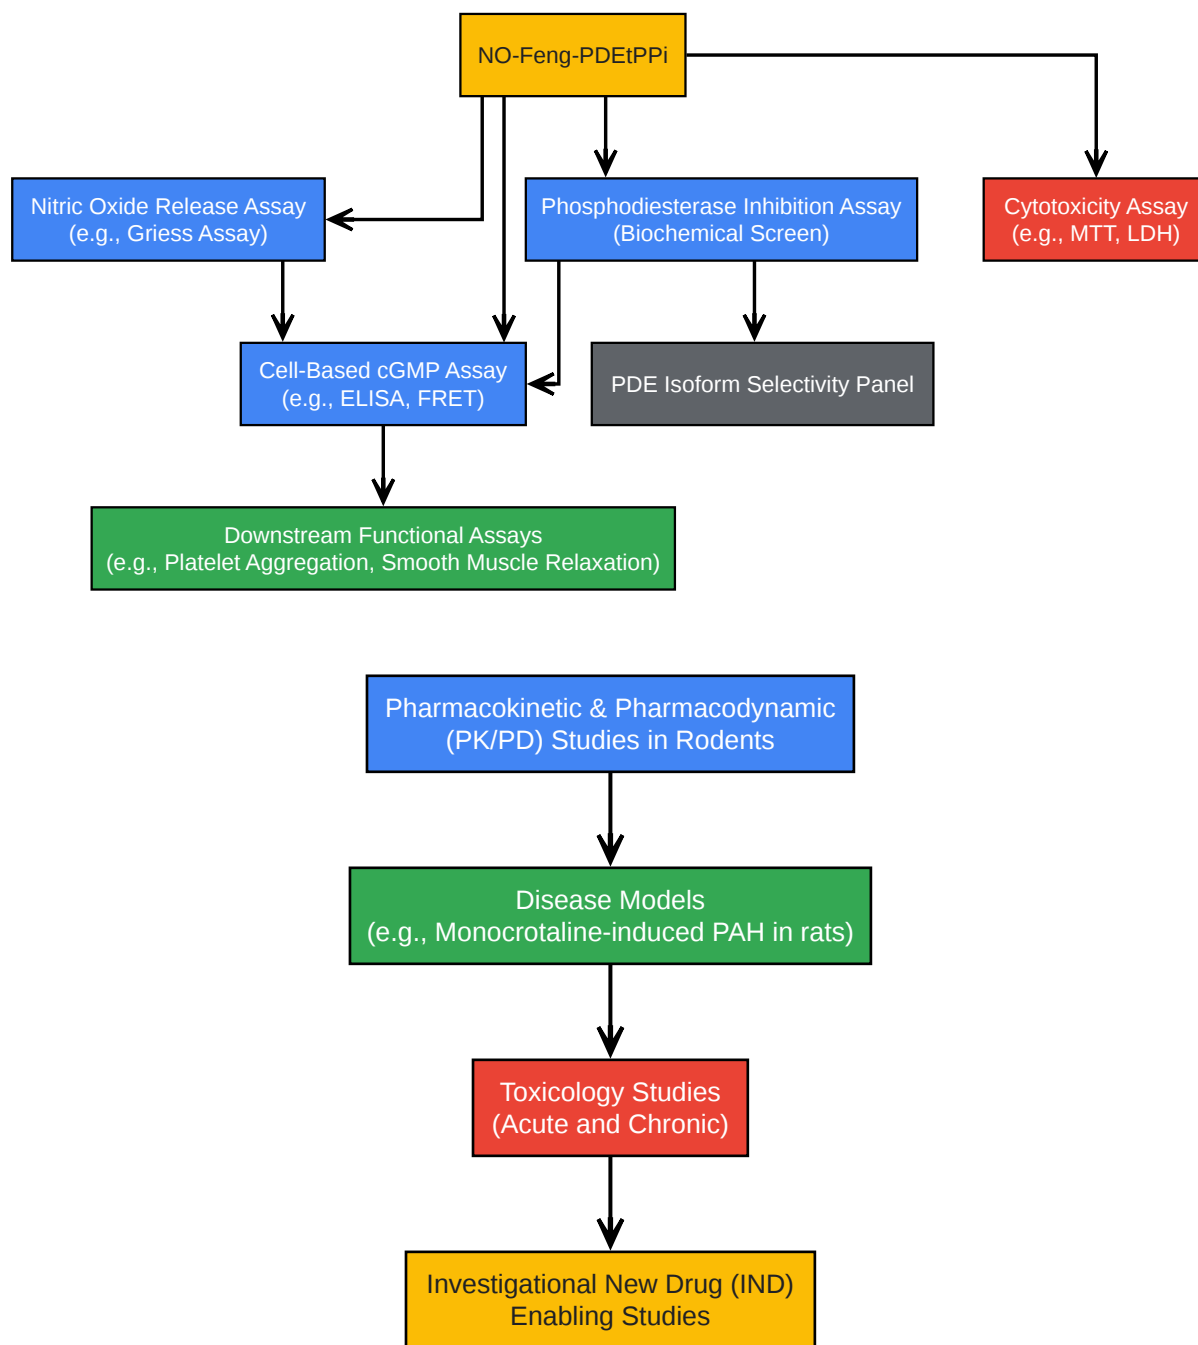 NO-Feng-PDEtPPi
Nitric Oxide Release Assay
(e.g., Griess Assay)
Phosphodiesterase Inhibition Assay
(Biochemical Screen)
Cytotoxicity Assay
(e.g., MTT, LDH)
Cell-Based cGMP Assay
(e.g., ELISA, FRET)
PDE Isoform Selectivity Panel
Downstream Functional Assays
(e.g., Platelet Aggregation, Smooth Muscle Relaxation)
Pharmacokinetic & Pharmacodynamic
(PK/PD) Studies in Rodents
Disease Models
(e.g., Monocrotaline-induced PAH in rats)
Toxicology Studies
(Acute and Chronic)
Investigational New Drug (IND)
Enabling Studies